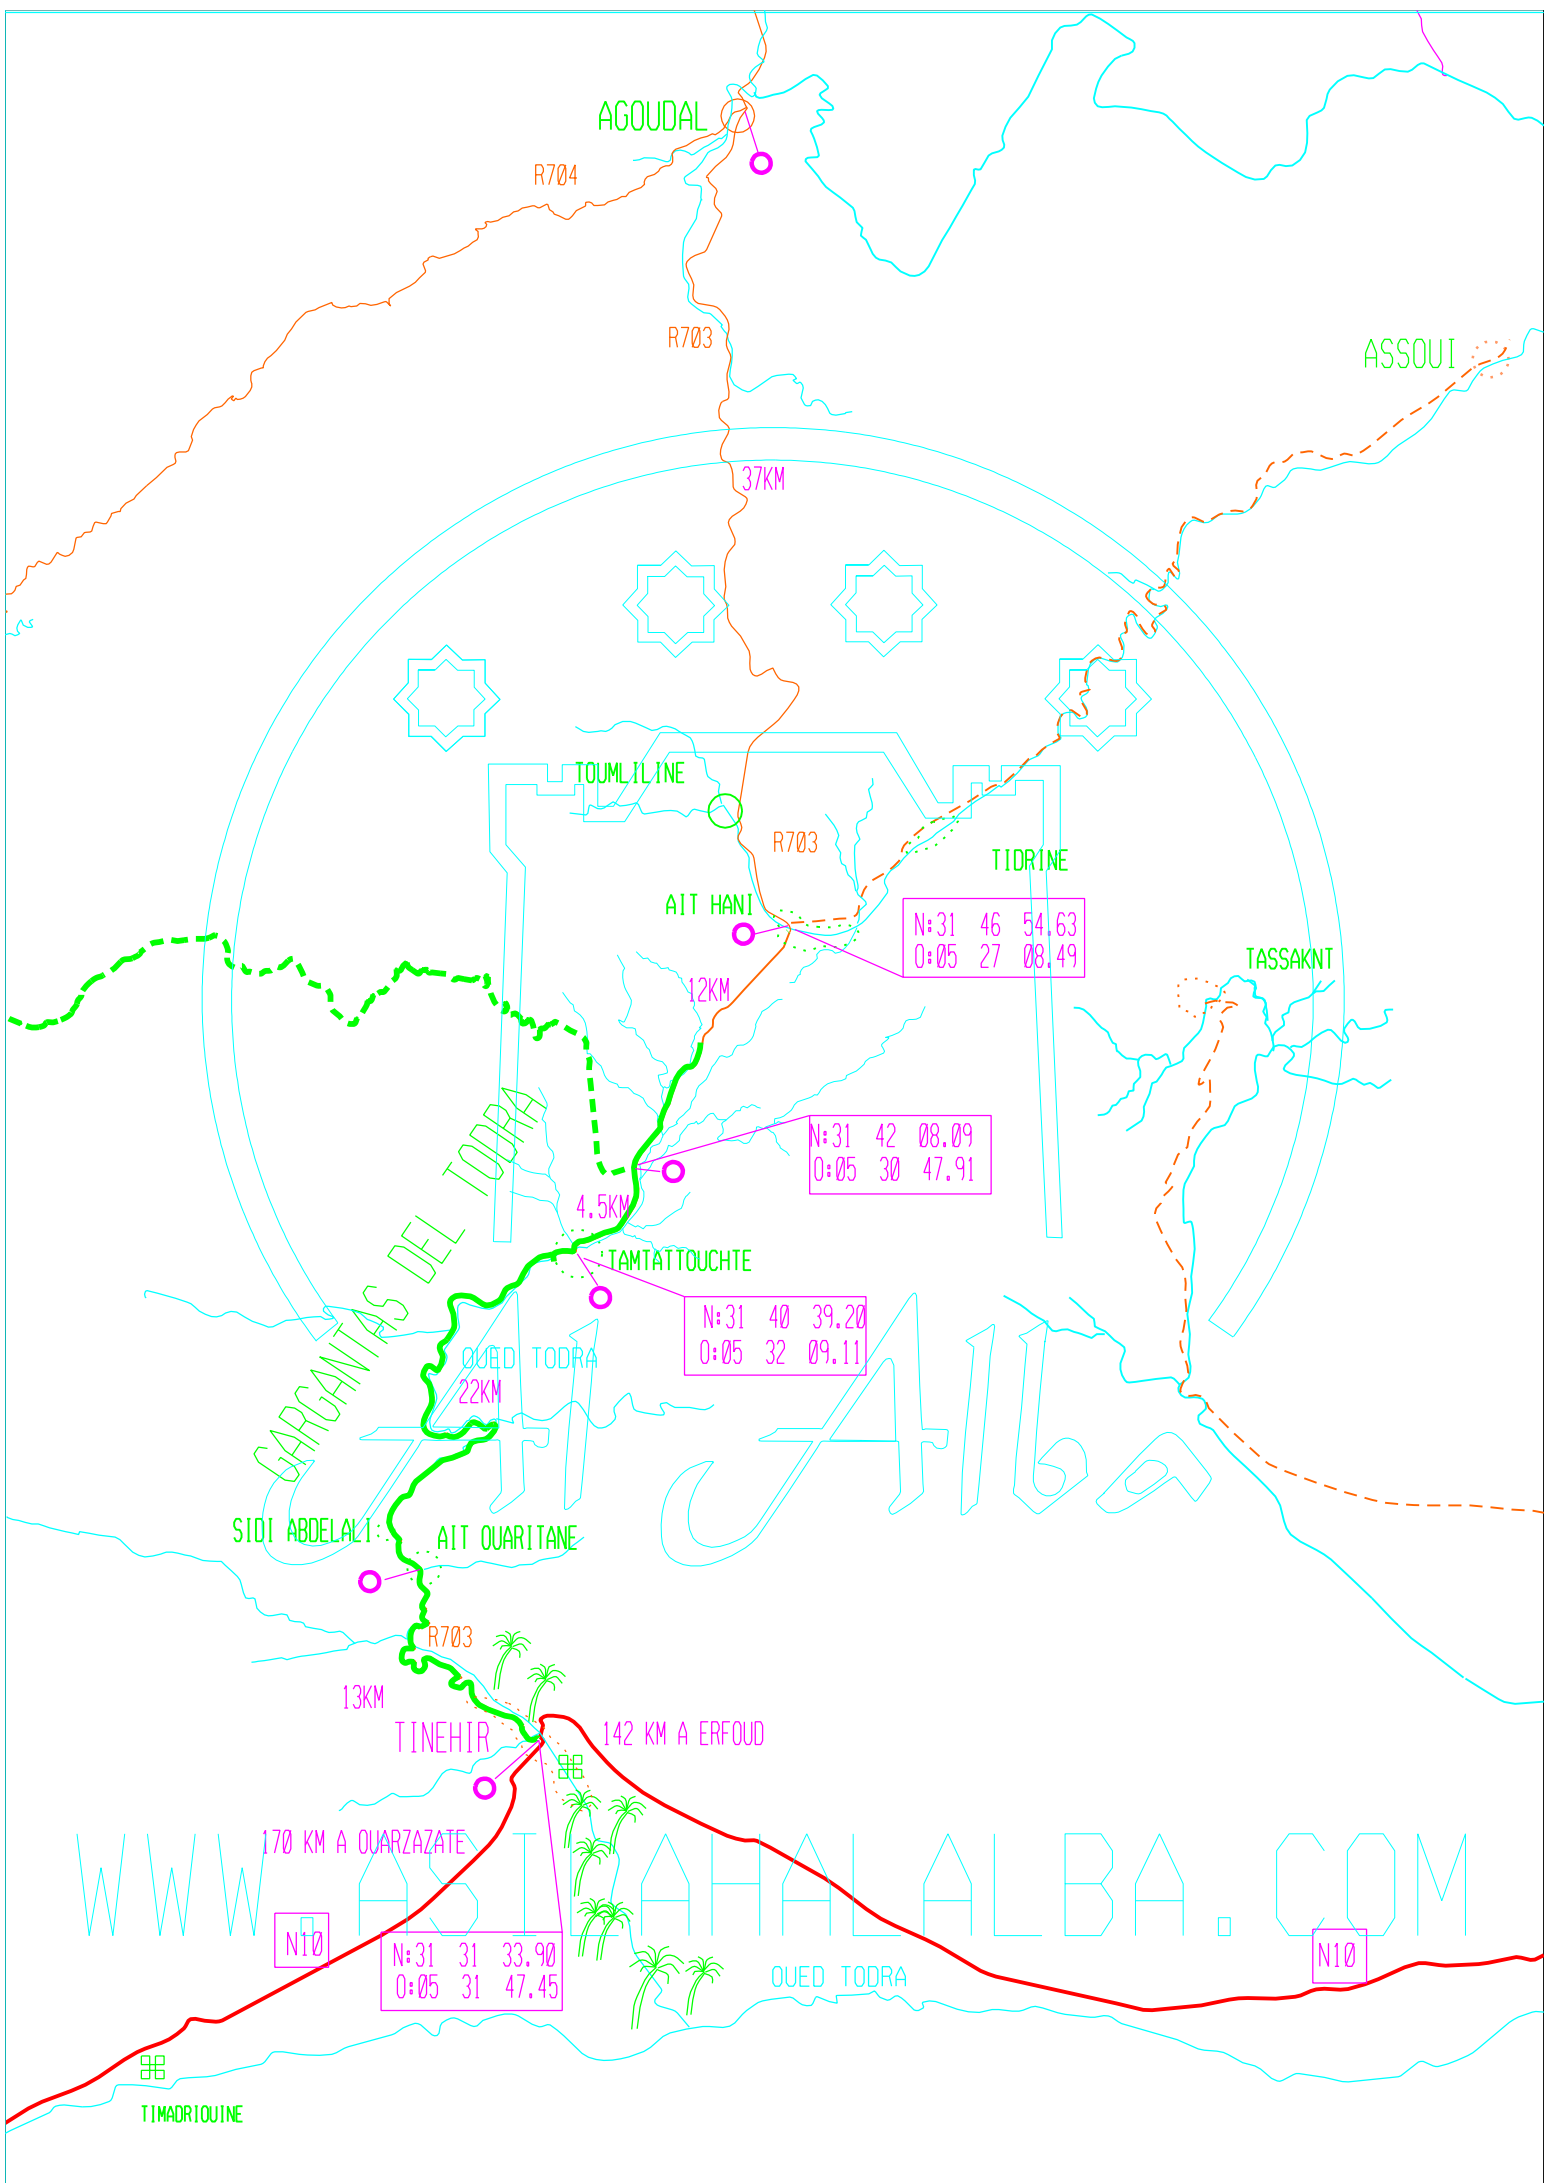 AGOUDAL
R704
R703
ASSOUI
37KM
TOUMLILINE
R703
TIDRINE
AIT HANI
N:31 46 54.63
O:05 27 08.49
TASSAKNT
12KM
GARGANTAS DEL TODRA
N:31 42 08.09
O:05 30 47.91
4.5KM
TAMTATTOUCHTE
N:31 40 39.20
O:05 32 09.11
OUED TODRA
22KM
Al Alba
SIDI ABDELALI
AIT OUARITANE
R703
13KM
TINEHIR
142 KM A ERFOUD
170 KM A OUARZAZATE
WWW.ASILAHALALBA.COM
N10
N:31 31 33.90
O:05 31 47.45
N10
OUED TODRA
TIMADRIOUINE